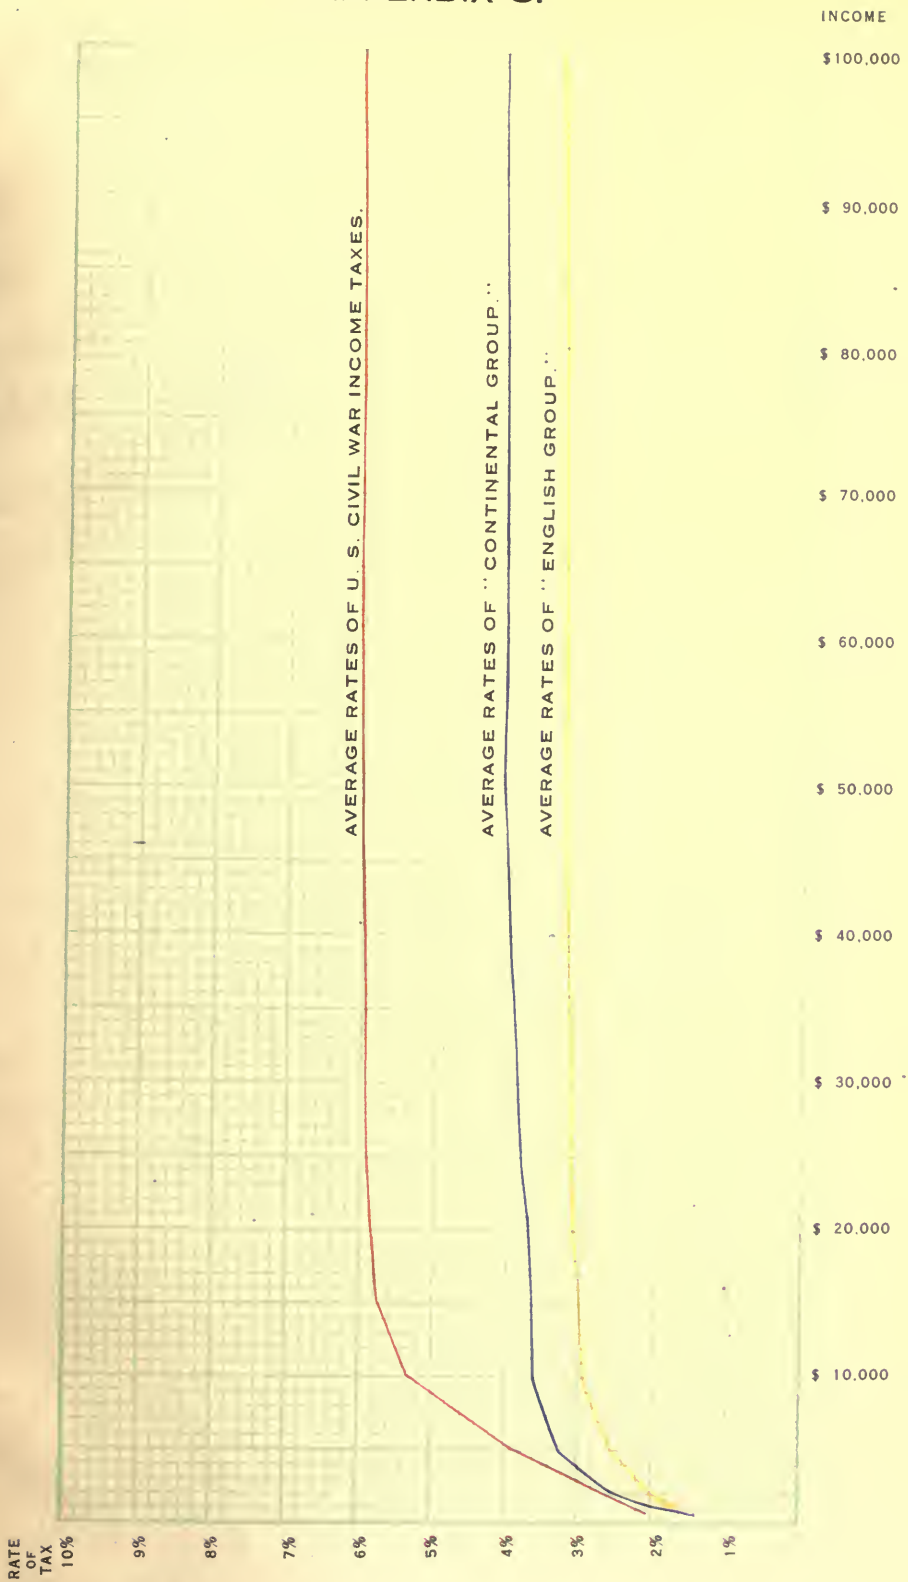 INCOME
$100,000
$ 90,000
$ 80,000
$ 70,000
$ 60,000
$ 50,000
$ 40,000
$ 30,000
$ 20,000
$ 10,000
AVERAGE RATES OF U. S. CIVIL WAR INCOME TAXES.
AVERAGE RATES OF "CONTINENTAL GROUP."
AVERAGE RATES OF "ENGLISH GROUP."
RATE
OF
TAX
10%
9%
8%
7%
6%
5%
4%
3%
2%
1%